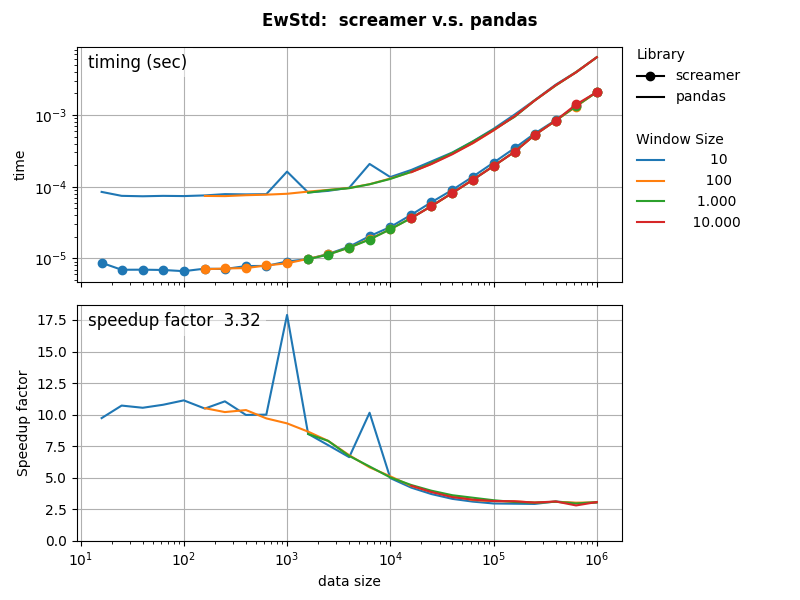 EwStd:  screamer v.s. pandas
timing (sec)
time
10⁻³
10⁻⁴
10⁻⁵
Library
screamer
pandas
Window Size
10
100
1.000
10.000
speedup factor  3.32
Speedup factor
17.5
15.0
12.5
10.0
7.5
5.0
2.5
0.0
10¹ 10² 10³ 10⁴ 10⁵ 10⁶
data size